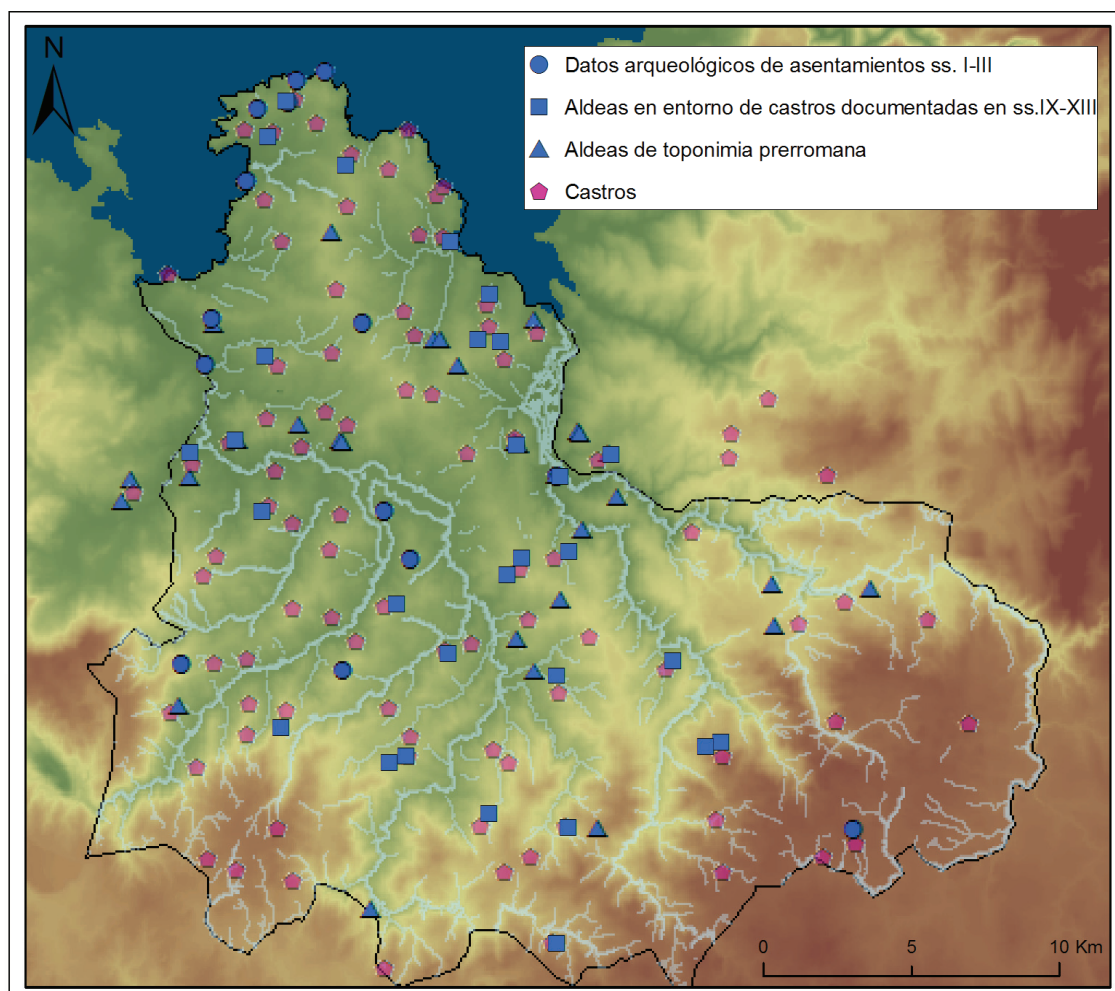 N
Datos arqueológicos de asentamientos ss. I-III
Aldeas en entorno de castros documentadas en ss.IX-XIII
Aldeas de toponimia prerromana
Castros
0 5 10 Km